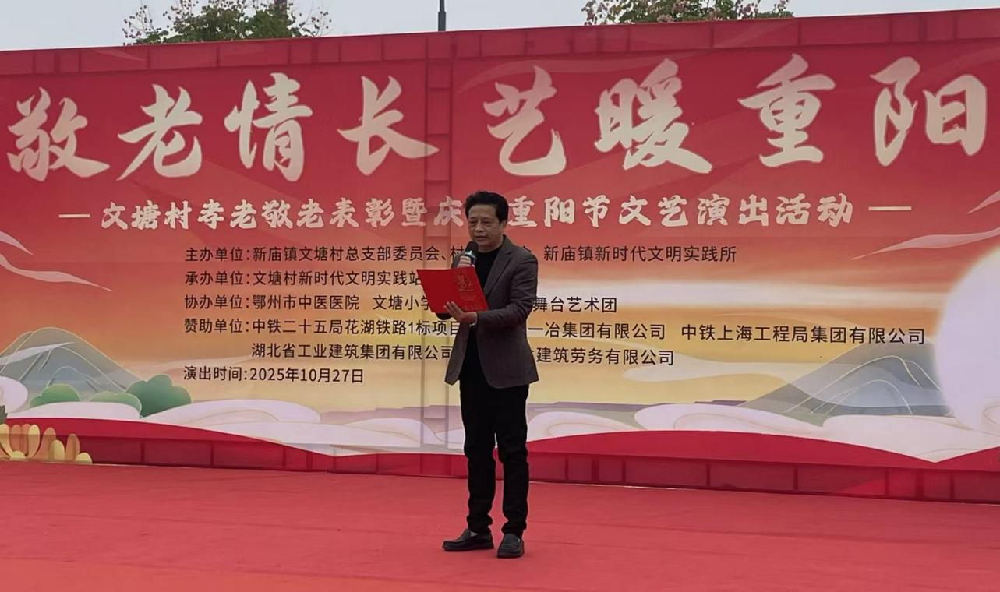 敬老情长 艺暖重阳
— 文塘村孝老敬老表彰暨庆 重阳节文艺演出活动 —
主办单位:新庙镇文塘村总支部委员会、村 新庙镇新时代文明实践所
承办单位:文塘村新时代文明实践站
协办单位:鄂州市中医医院 文塘小学 舞台艺术团
赞助单位:中铁二十五局花湖铁路1标项目 一冶集团有限公司 中铁上海工程局集团有限公司
湖北省工业建筑集团有限公司 建筑劳务有限公司
演出时间:2025年10月27日